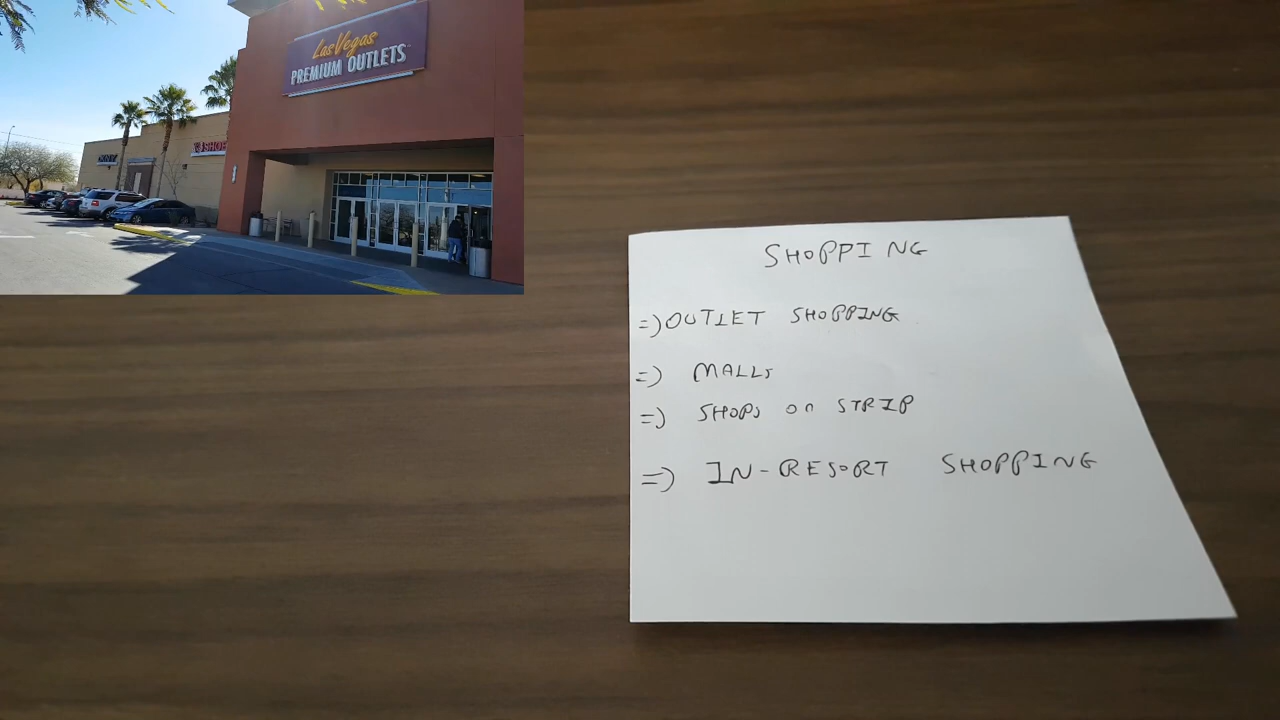 Las Vegas
PREMIUM OUTLETS
SHOPPING
=) OUTLET SHOPPING
=) MALLS
=) SHOPS on STRIP
=) IN-RESORT SHOPPING